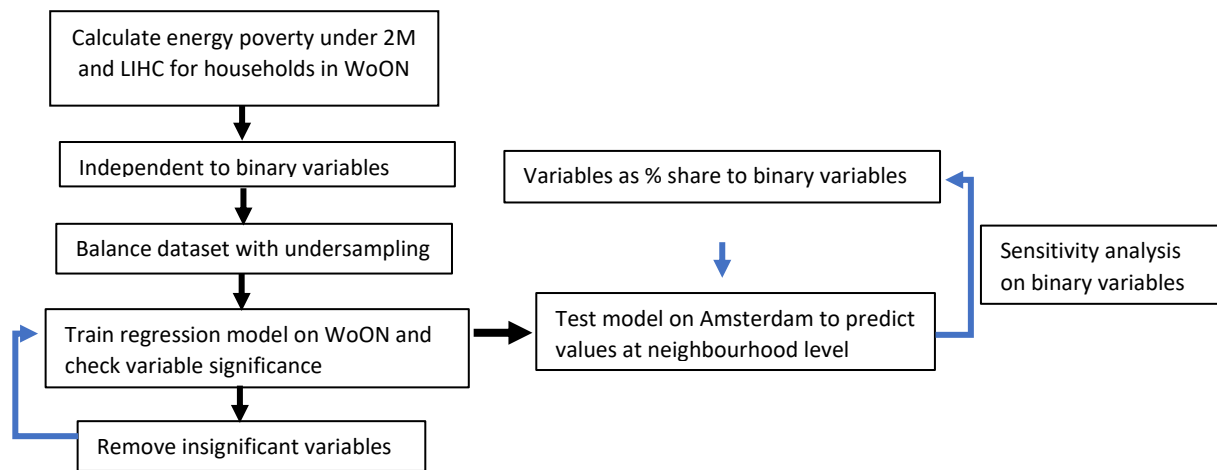 Calculate energy poverty under 2M
and LIHC for households in WoON
Independent to binary variables
Balance dataset with undersampling
Train regression model on WoON and
check variable significance
Remove insignificant variables
Variables as % share to binary variables
Test model on Amsterdam to predict
values at neighbourhood level
Sensitivity analysis
on binary variables